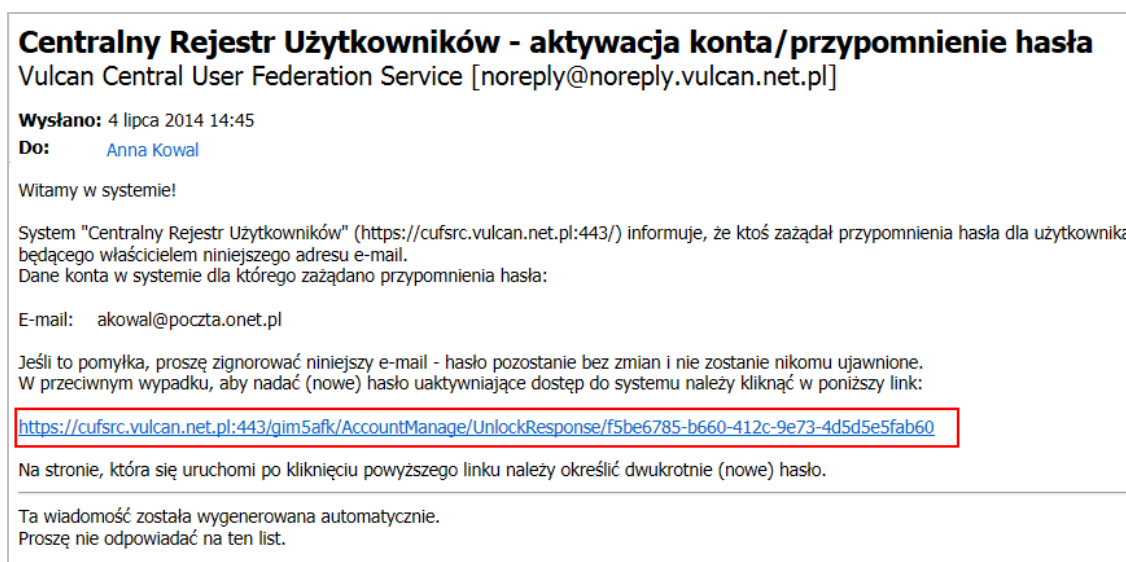 Centralny Rejestr Użytkowników - aktywacja konta/przypomnienie hasła
Vulcan Central User Federation Service [noreply@noreply.vulcan.net.pl]
Wysłano: 4 lipca 2014 14:45
Do: Anna Kowal
Witamy w systemie!
System "Centralny Rejestr Użytkowników" (https://cufsrc.vulcan.net.pl:443/) informuje, że ktoś zażądał przypomnienia hasła dla użytkownika
będącego właścicielem niniejszego adresu e-mail.
Dane konta w systemie dla którego zażądano przypomnienia hasła:
E-mail: akowal@poczta.onet.pl
Jeśli to pomyłka, proszę zignorować niniejszy e-mail - hasło pozostanie bez zmian i nie zostanie nikomu ujawnione.
W przeciwnym wypadku, aby nadać (nowe) hasło uaktywniające dostęp do systemu należy kliknąć w poniższy link:
https://cufsrc.vulcan.net.pl:443/gim5afk/AccountManage/UnlockResponse/f5be6785-b660-412c-9e73-4d5d5e5fab60
Na stronie, która się uruchomi po kliknięciu powyższego linku należy określić dwukrotnie (nowe) hasło.
Ta wiadomość została wygenerowana automatycznie.
Proszę nie odpowiadać na ten list.